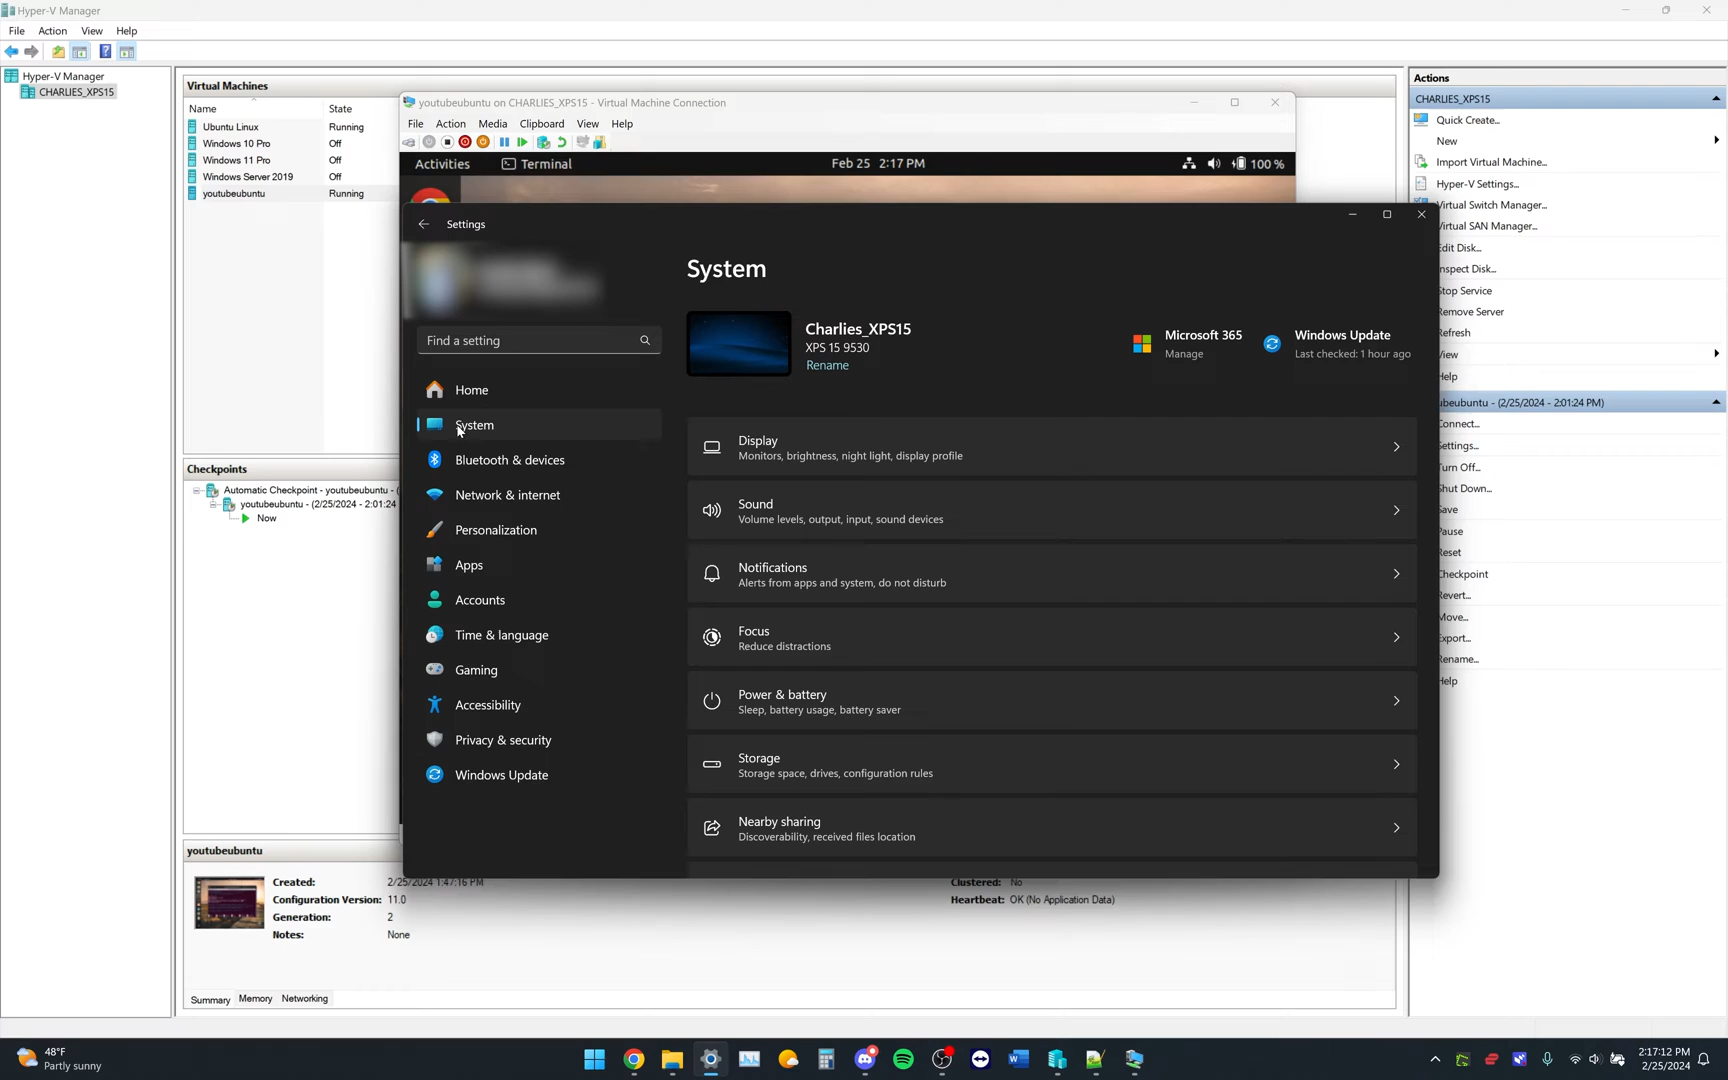 Hyper-V Manager
File Action View Help
Hyper-V Manager
CHARLIES_XPS15
Virtual Machines
Name State
Ubuntu Linux Running
Windows 10 Pro Off
Windows 11 Pro Off
Windows Server 2019 Off
youtubeubuntu Running
Checkpoints
Automatic Checkpoint - youtubeubuntu - (
youtubeubuntu - (2/25/2024 - 2:01:24
Now
youtubeubuntu
Created: 2/25/2024 1:47:16 PM
Configuration Version: 11.0
Generation: 2
Notes: None
Clustered: No
Heartbeat: OK (No Application Data)
Summary Memory Networking
youtubeubuntu on CHARLIES_XPS15 - Virtual Machine Connection
File Action Media Clipboard View Help
Activities Terminal Feb 25 2:17 PM 100 %
Settings
Find a setting
Home
System
Bluetooth & devices
Network & internet
Personalization
Apps
Accounts
Time & language
Gaming
Accessibility
Privacy & security
Windows Update
System
Charlies_XPS15
XPS 15 9530
Rename
Microsoft 365
Manage
Windows Update
Last checked: 1 hour ago
Display
Monitors, brightness, night light, display profile
Sound
Volume levels, output, input, sound devices
Notifications
Alerts from apps and system, do not disturb
Focus
Reduce distractions
Power & battery
Sleep, battery usage, battery saver
Storage
Storage space, drives, configuration rules
Nearby sharing
Discoverability, received files location
Actions
CHARLIES_XPS15
Quick Create...
New
Import Virtual Machine...
Hyper-V Settings...
Virtual Switch Manager...
Virtual SAN Manager...
Edit Disk...
nspect Disk...
Stop Service
Remove Server
Refresh
View
Help
ubeubuntu - (2/25/2024 - 2:01:24 PM)
Connect...
Settings...
Turn Off...
Shut Down...
Save
Pause
Reset
Checkpoint
Revert...
Move...
Export...
Rename...
Help
48°F
Partly sunny
2:17:12 PM
2/25/2024